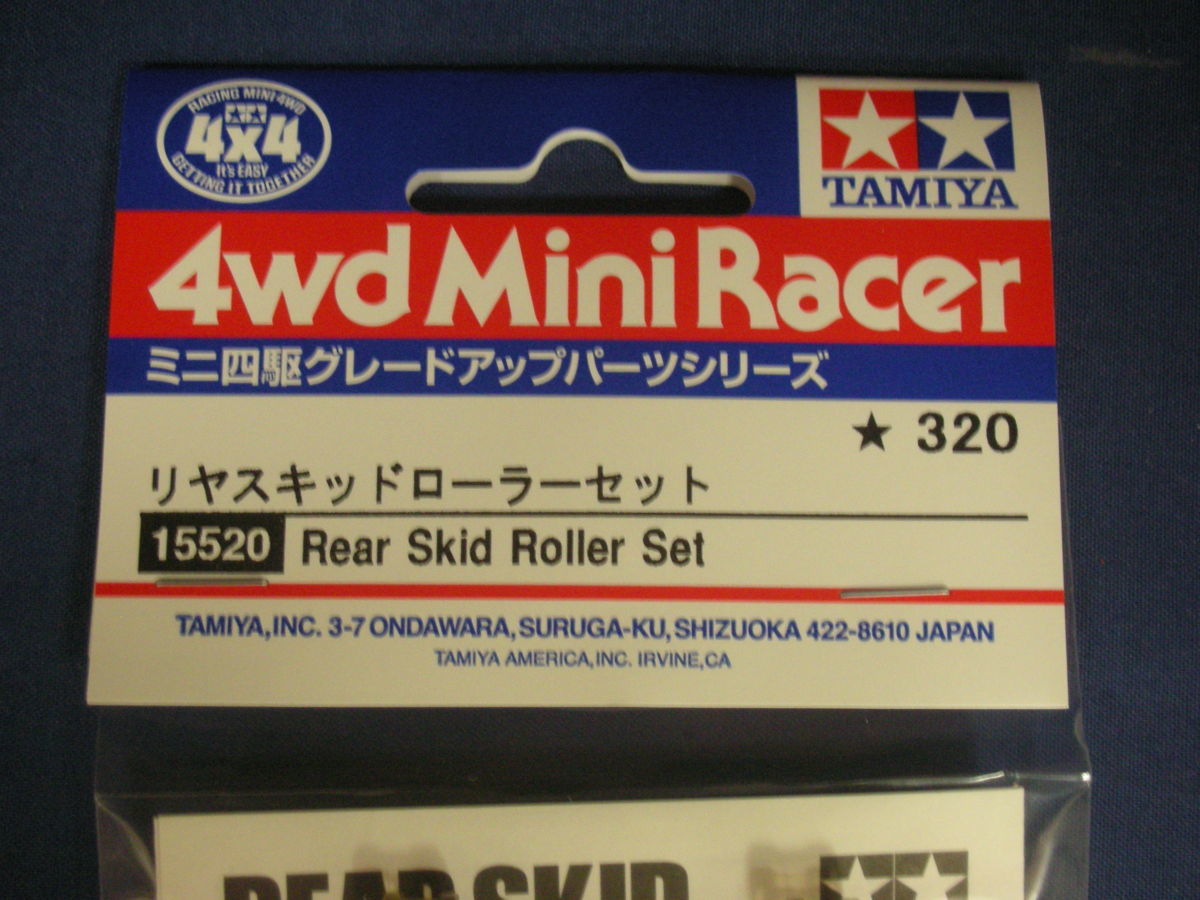 RACING MINI 4WD
4x4
It's EASY
GETTING IT TOGETHER
TAMIYA
4wd Mini Racer
ミニ四駆グレードアップパーツシリーズ
★ 320
リヤスキッドローラーセット
15520 Rear Skid Roller Set
TAMIYA, INC. 3-7 ONDAWARA, SURUGA-KU, SHIZUOKA 422-8610 JAPAN
TAMIYA AMERICA, INC. IRVINE, CA
REAR SKID